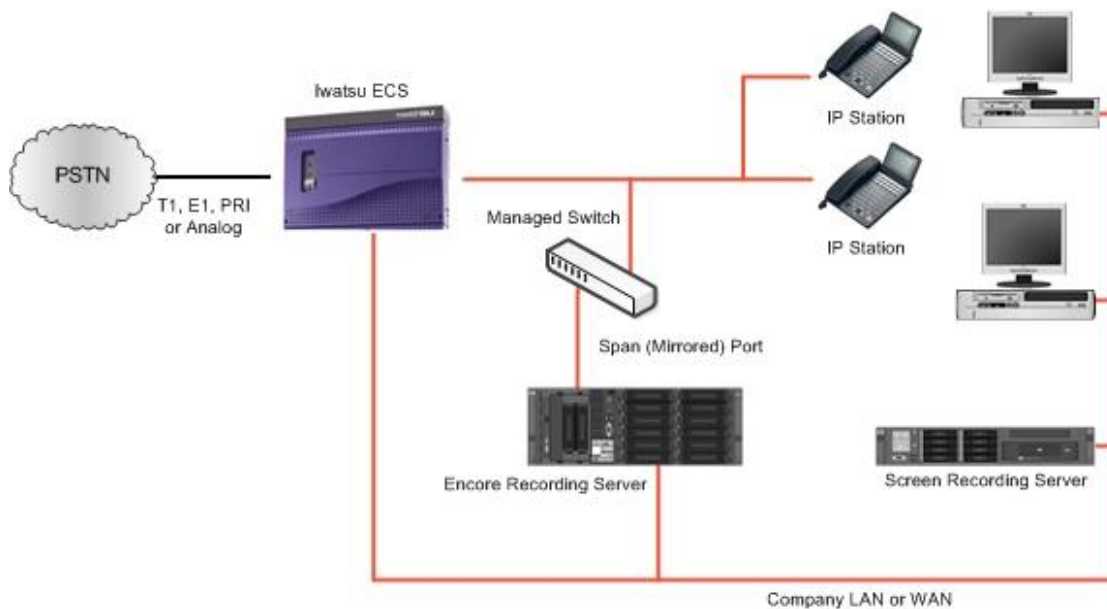 Iwatsu ECS
PSTN
T1, E1, PRI
or Analog
IP Station
Managed Switch
IP Station
Span (Mirrored) Port
Encore Recording Server
Screen Recording Server
Company LAN or WAN